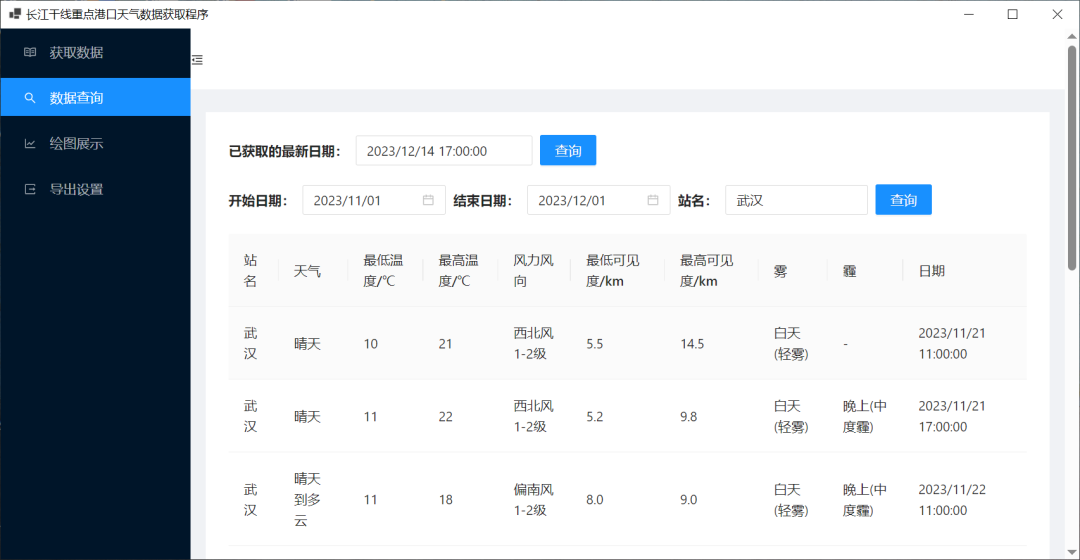 长江干线重点港口天气数据获取程序
获取数据
数据查询
绘图展示
导出设置
已获取的最新日期： 2023/12/14 17:00:00 查询
开始日期： 2023/11/01 结束日期： 2023/12/01 站名： 武汉 查询
站名 天气 最低温度/℃ 最高温度/℃ 风力风向 最低可见度/km 最高可见度/km 雾 霾 日期
武汉 晴天 10 21 西北风1-2级 5.5 14.5 白天(轻雾) - 2023/11/21 11:00:00
武汉 晴天 11 22 西北风1-2级 5.2 9.8 白天(轻雾) 晚上(中度霾) 2023/11/21 17:00:00
武汉 晴天到多云 11 18 偏南风1-2级 8.0 9.0 白天(轻雾) 晚上(中度霾) 2023/11/22 11:00:00